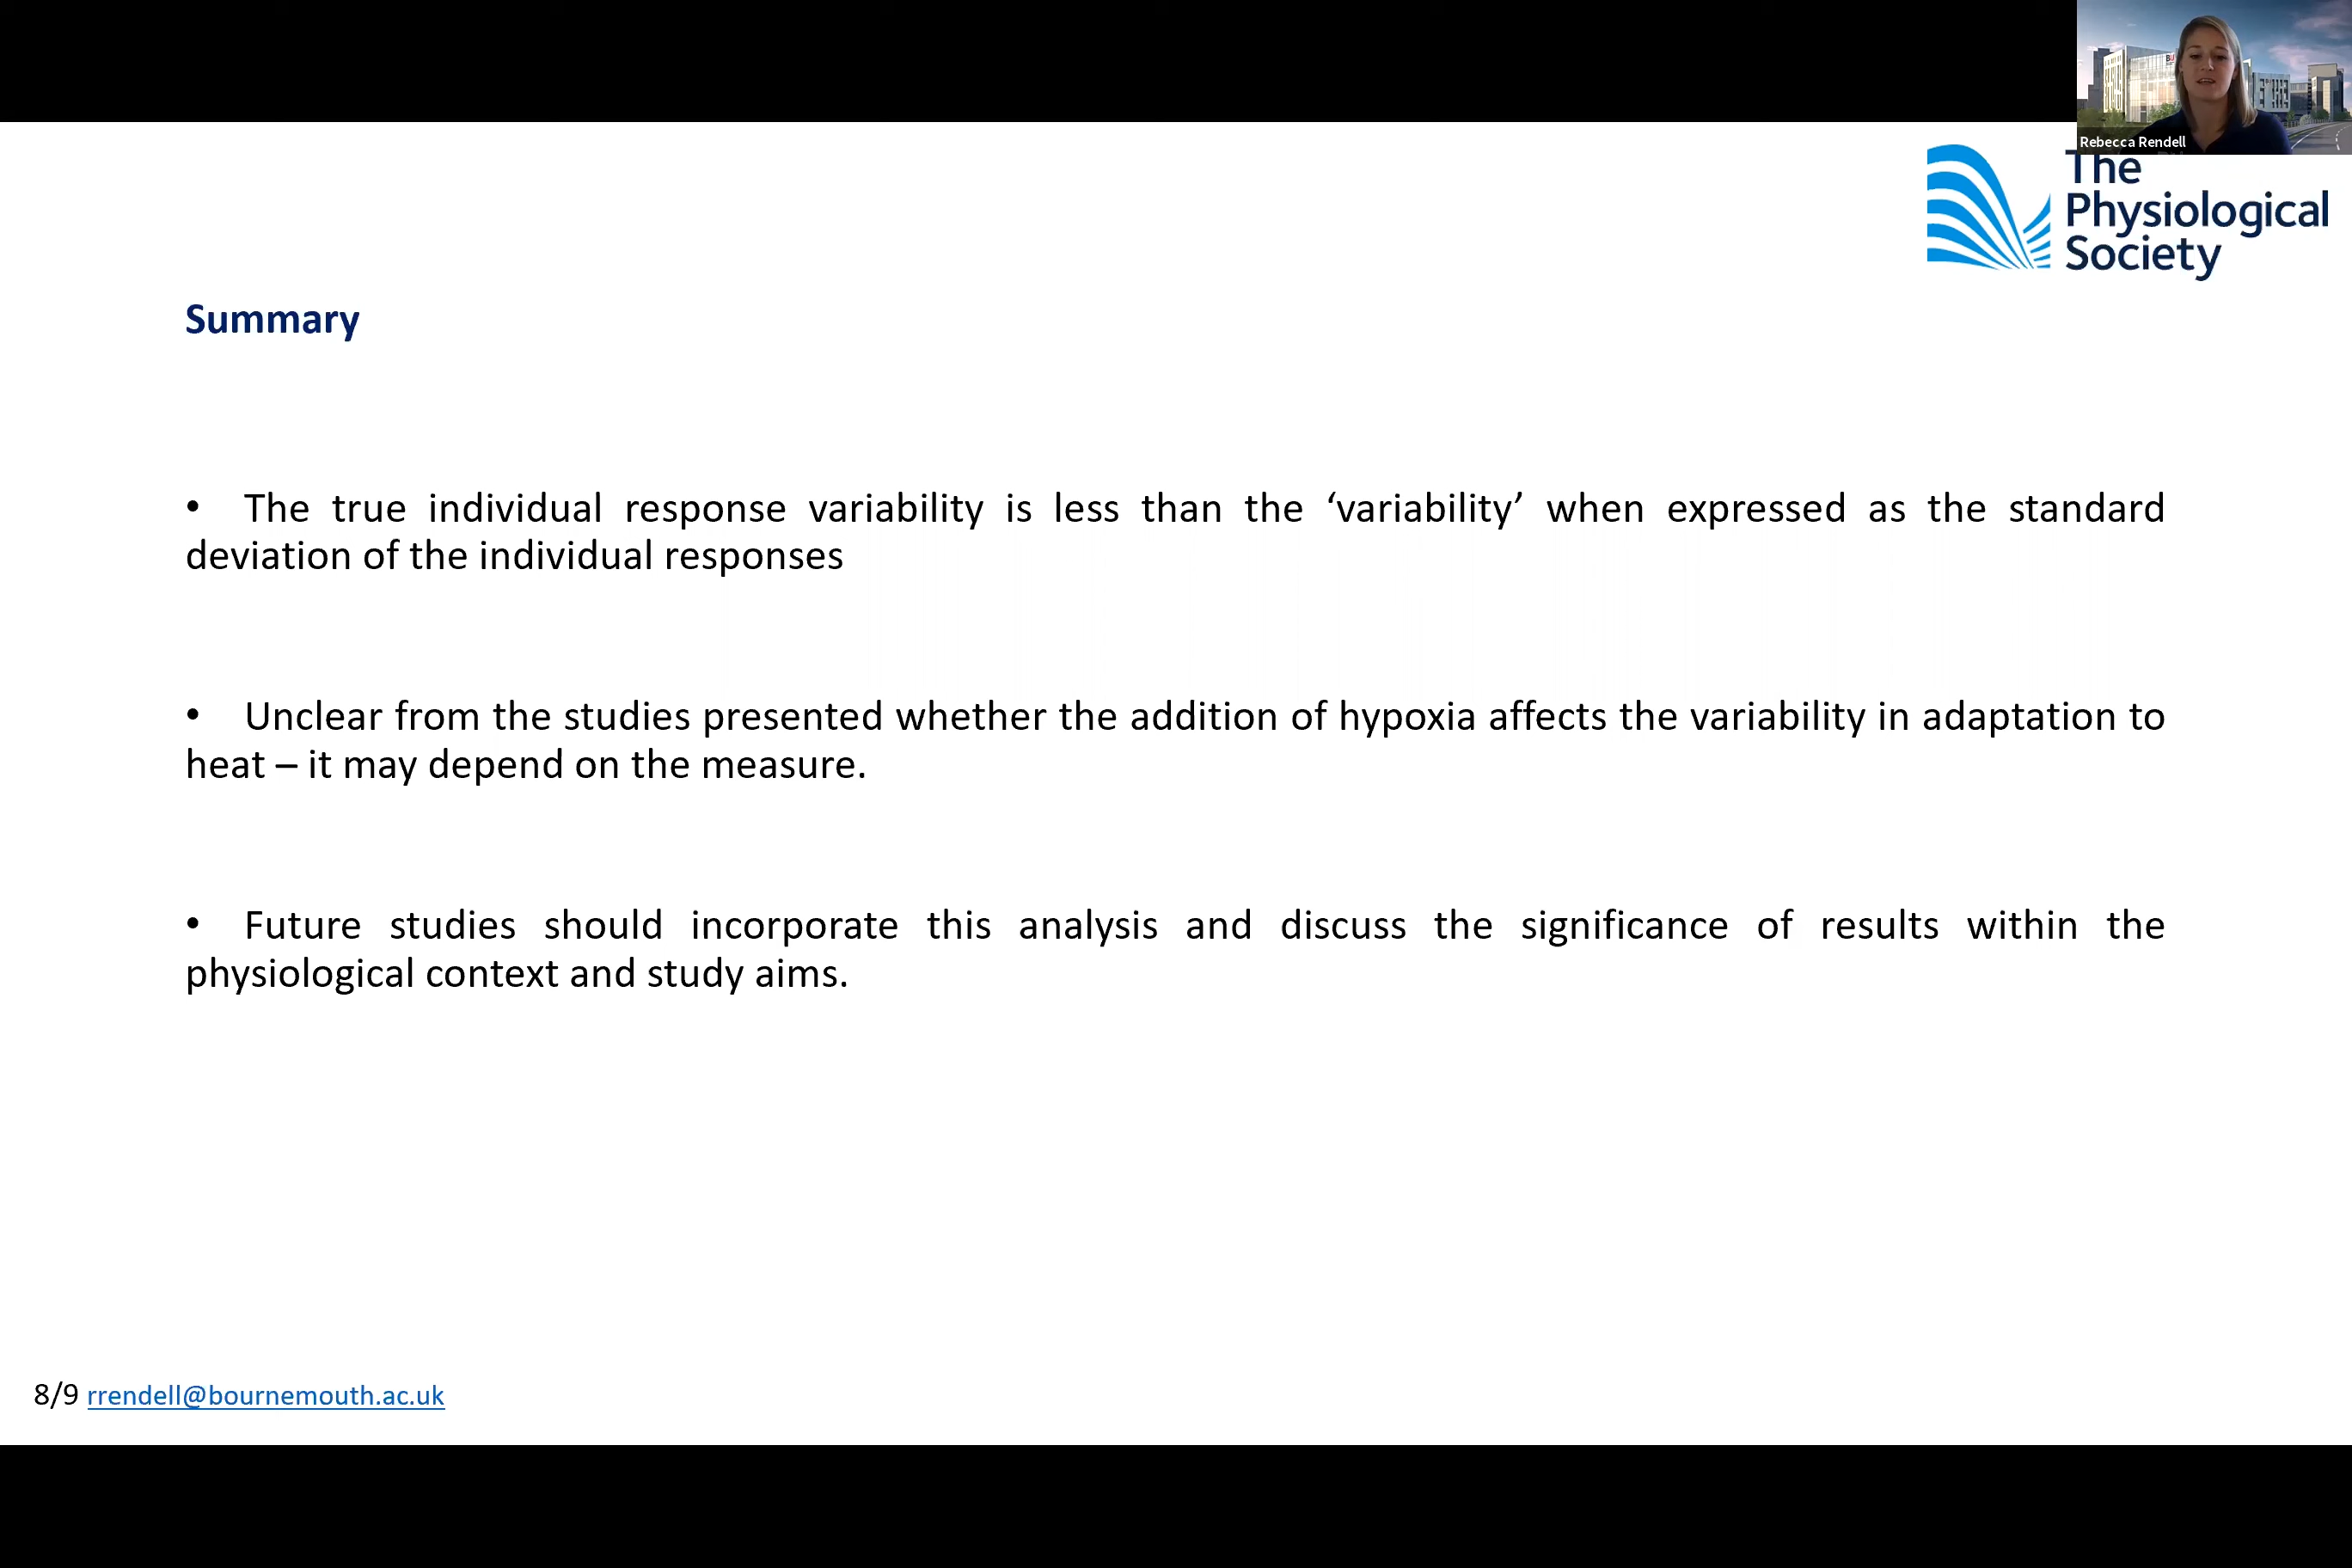 Rebecca Rendell
The
Physiological
Society
Summary
• The true individual response variability is less than the ‘variability’ when expressed as the standard
deviation of the individual responses
• Unclear from the studies presented whether the addition of hypoxia affects the variability in adaptation to
heat – it may depend on the measure.
• Future studies should incorporate this analysis and discuss the significance of results within the
physiological context and study aims.
8/9 rrendell@bournemouth.ac.uk